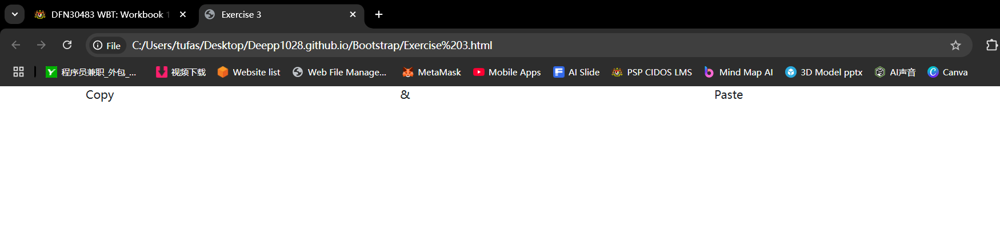 DFN30483 WBT: Workbook 1
Exercise 3
File C:/Users/tufas/Desktop/Deepp1028.github.io/Bootstrap/Exercise%203.html
程序员兼职_外包_... 视频下载 Website list Web File Manage... MetaMask Mobile Apps AI Slide PSP CIDOS LMS Mind Map AI 3D Model pptx AI声音 Canva
Copy & Paste